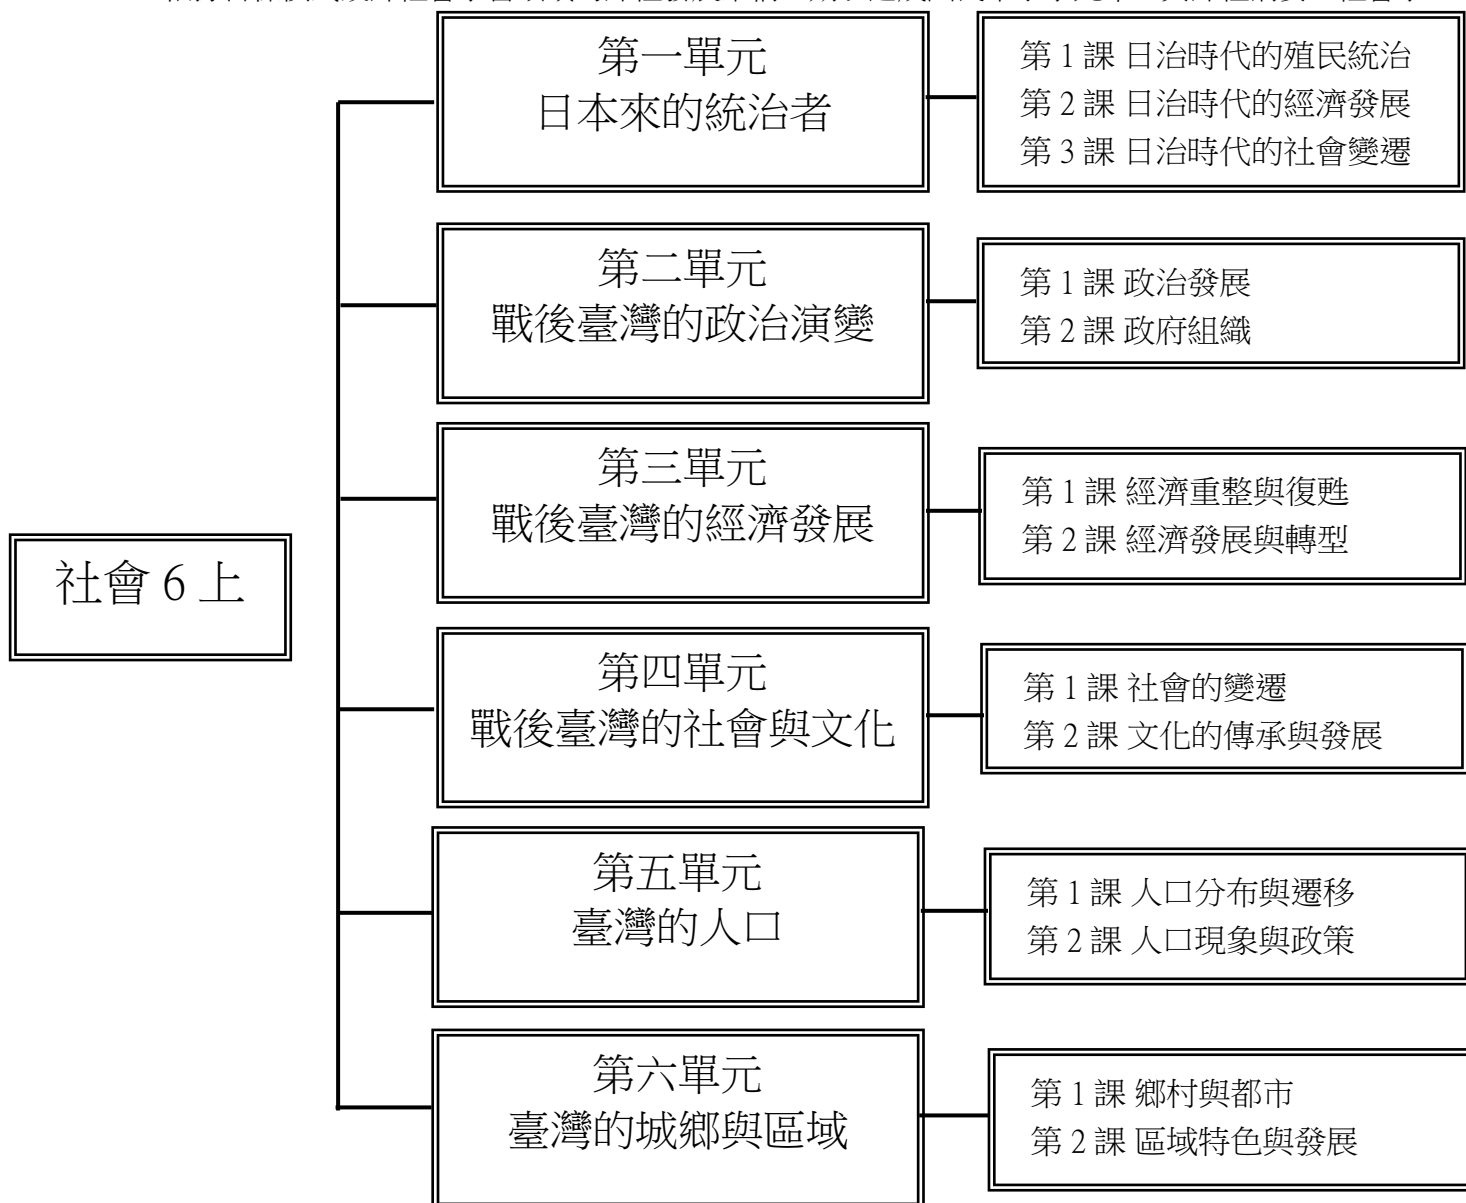 社會 6 上
第一單元
日本來的統治者
第 1 課 日治時代的殖民統治
第 2 課 日治時代的經濟發展
第 3 課 日治時代的社會變遷
第二單元
戰後臺灣的政治演變
第 1 課 政治發展
第 2 課 政府組織
第三單元
戰後臺灣的經濟發展
第 1 課 經濟重整與復甦
第 2 課 經濟發展與轉型
第四單元
戰後臺灣的社會與文化
第 1 課 社會的變遷
第 2 課 文化的傳承與發展
第五單元
臺灣的人口
第 1 課 人口分布與遷移
第 2 課 人口現象與政策
第六單元
臺灣的城鄉與區域
第 1 課 鄉村與都市
第 2 課 區域特色與發展